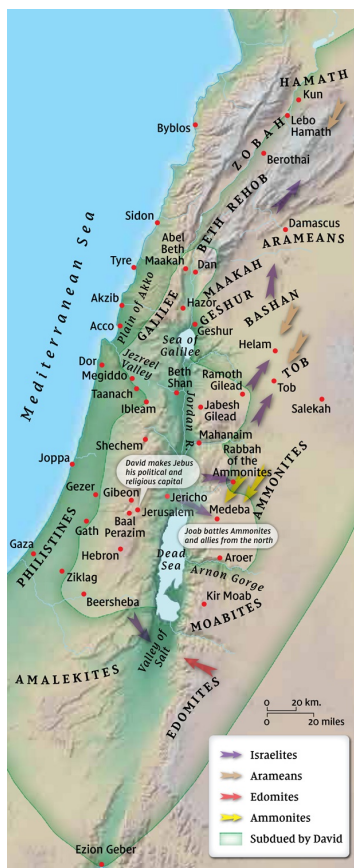 HAMATH
Kun
Lebo
Hamath
Byblos
ZOBAH
Berothai
BETH REHOB
Sidon
Damascus
ARAMEANS
Abel
Beth
Maakah
Dan
Tyre
MAAKAH
Mediterranean Sea
Plain of Akko
GALILEE
Akzib
Hazor
GESHUR
BASHAN
Acco
Geshur
Sea of
Galilee
Helam
Dor
Jezreel
Valley
TOB
Megiddo
Beth
Shan
Ramoth
Gilead
Tob
Taanach
Salekah
Ibleam
Jordan R.
Jabesh
Gilead
Shechem
Mahanaim
Joppa
David makes Jebus
his political and
religious capital
Rabbah
of the
Ammonites
AMMONITES
Gezer
Gibeon
Jericho
Medeba
Jerusalem
Baal
Perazim
Gath
Joab battles Ammonites
and allies from the north
PHILISTINES
Gaza
Hebron
Dead
Sea
Aroer
Ziklag
Arnon Gorge
Beersheba
Kir Moab
MOABITES
Valley of
Salt
AMALEKITES
EDOMITES
0 20 km.
0 20 miles
Israelites
Arameans
Edomites
Ammonites
Subdued by David
Ezion Geber